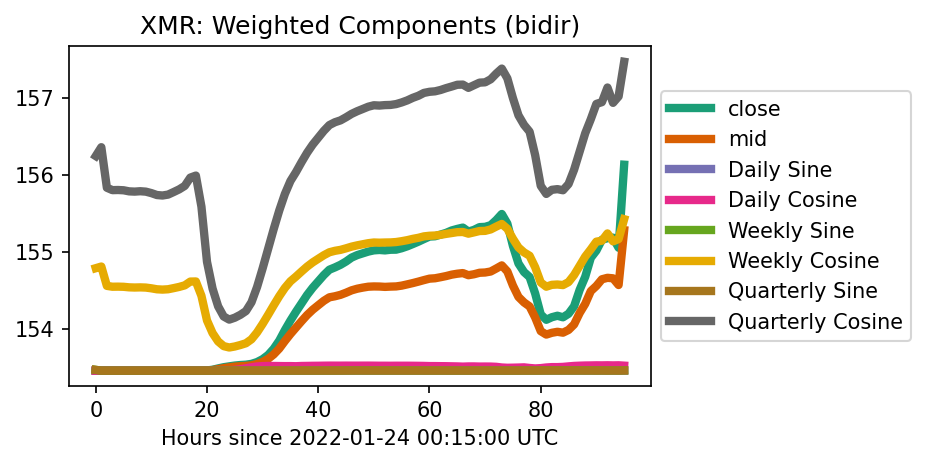 XMR: Weighted Components (bidir)
157
156
155
154
0
20
40
60
80
Hours since 2022-01-24 00:15:00 UTC
close
mid
Daily Sine
Daily Cosine
Weekly Sine
Weekly Cosine
Quarterly Sine
Quarterly Cosine